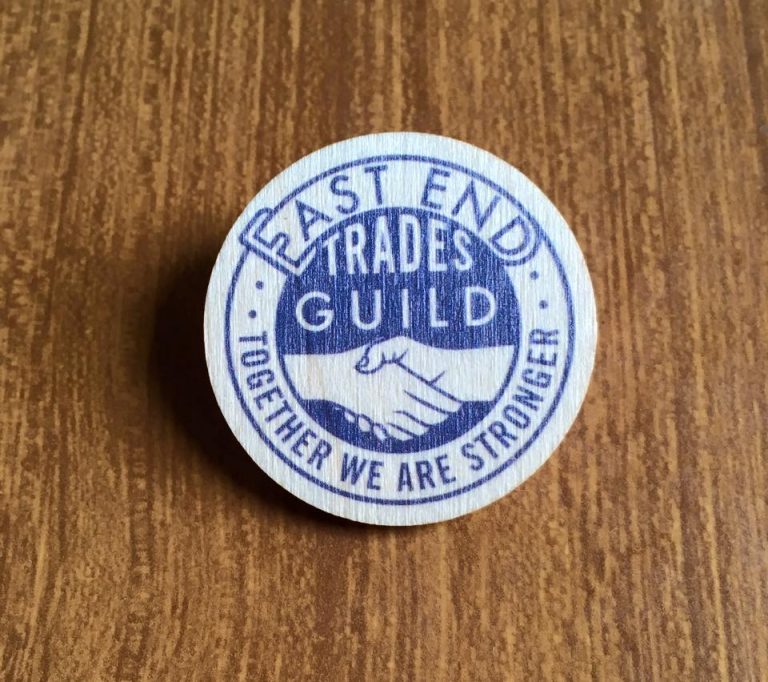 EAST END
TRADES
GUILD
TOGETHER WE ARE STRONGER